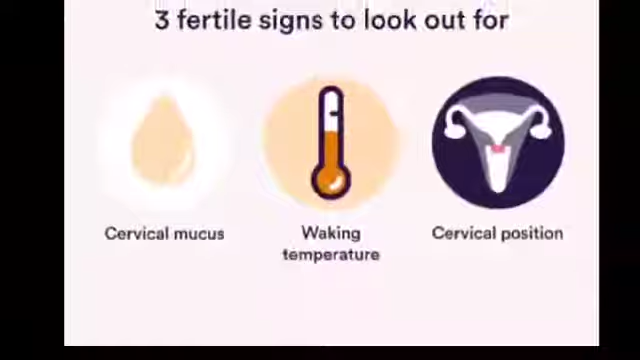 3 fertile signs to look out for
Cervical mucus
Waking
temperature
Cervical position